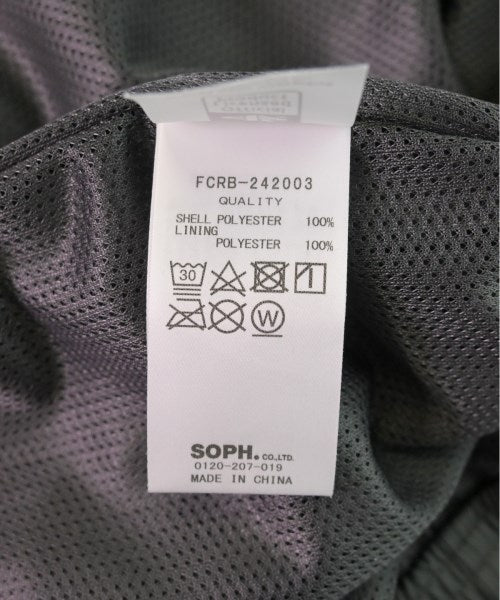 FCRB-242003
QUALITY
SHELL POLYESTER 100%
LINING
POLYESTER 100%
30
W
SOPH.CO.,LTD.
0120-207-019
MADE IN CHINA